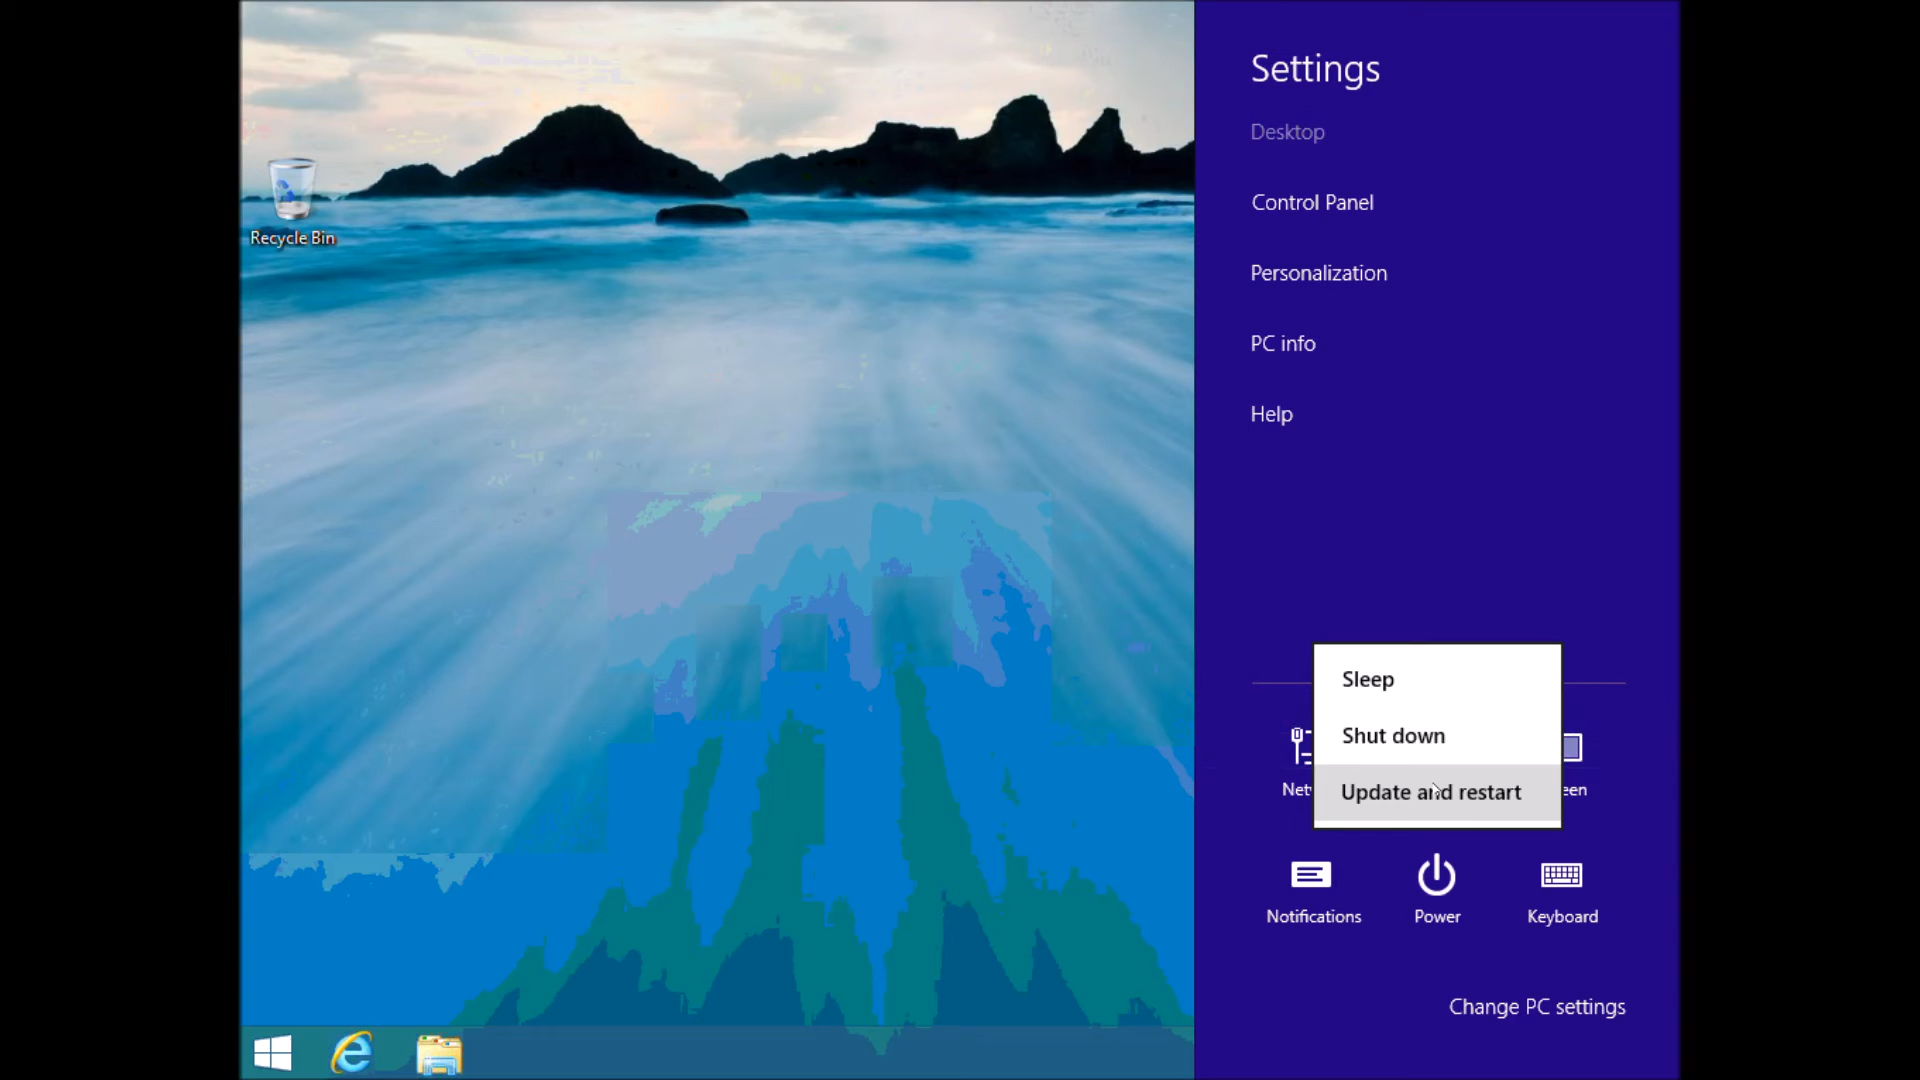 Settings
Desktop
Control Panel
Personalization
PC info
Help
Sleep
Shut down
Update and restart
Notifications
Power
Keyboard
Change PC settings
Recycle Bin